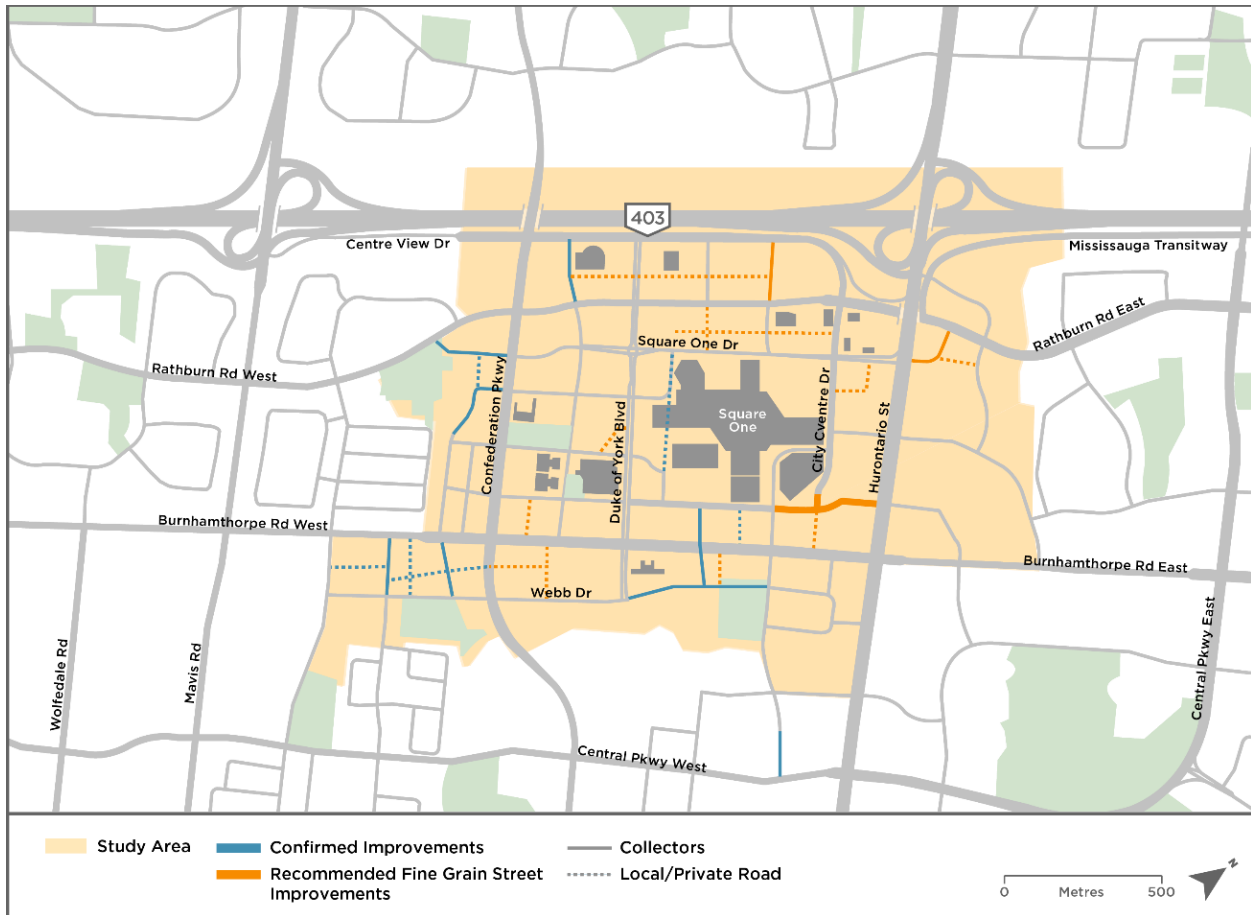 403
Centre View Dr
Mississauga Transitway
Rathburn Rd East
Square One Dr
Rathburn Rd West
Confederation Pkwy
Duke of York Blvd
Square
One
City Cventre Dr
Hurontario St
Burnhamthorpe Rd West
Burnhamthorpe Rd East
Webb Dr
Wolfedale Rd
Mavis Rd
Central Pkwy East
Central Pkwy West
Study Area
Confirmed Improvements
Collectors
Recommended Fine Grain Street
Improvements
Local/Private Road
0 Metres 500
N